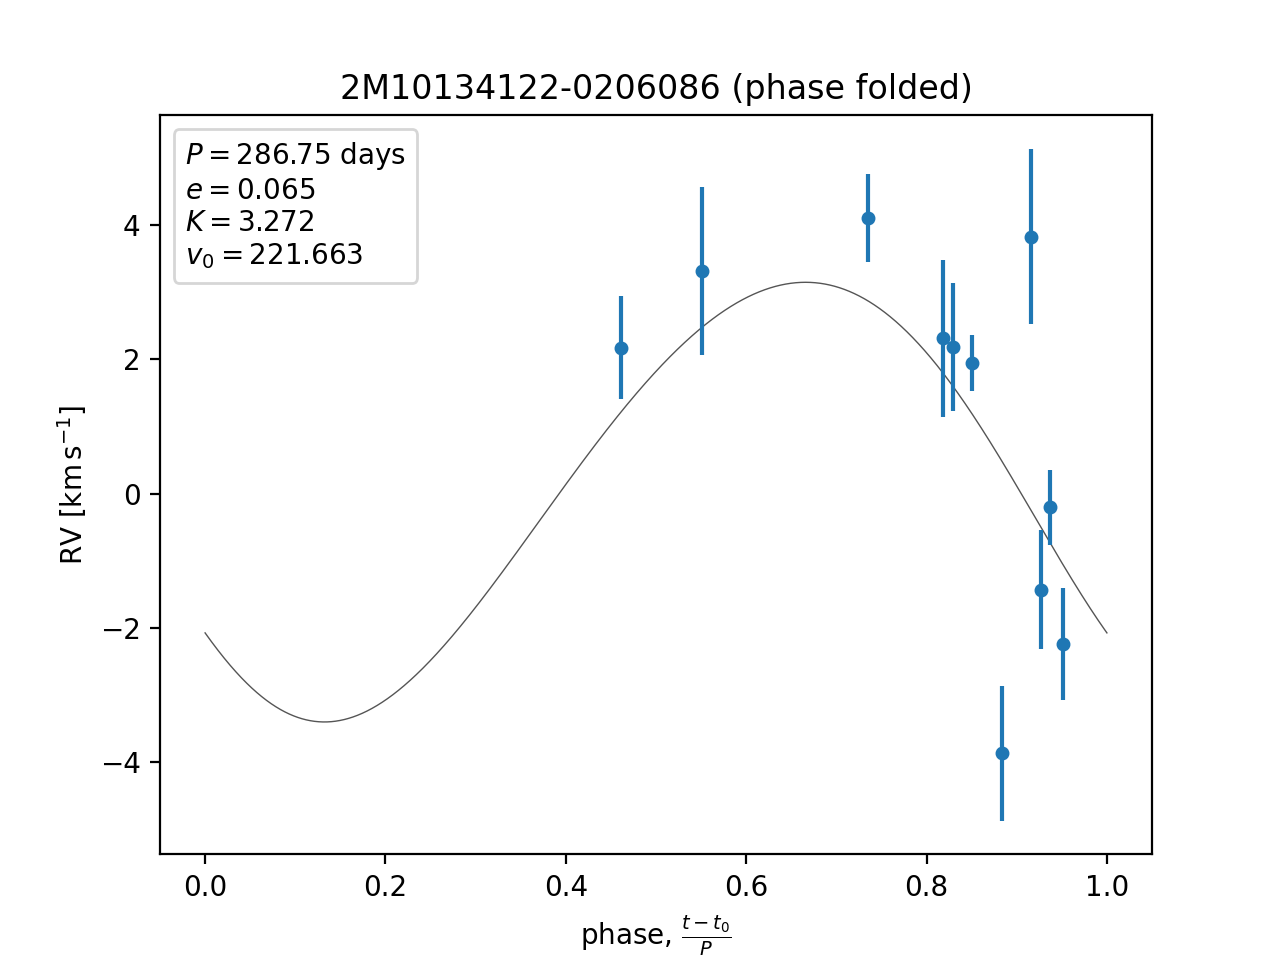 2M10134122-0206086 (phase folded)
P = 286.75 days
e = 0.065
K = 3.272
v₀ = 221.663
4
2
0
−2
−4
RV [km s⁻¹]
0.0 0.2 0.4 0.6 0.8 1.0
phase, (t − t₀)/P